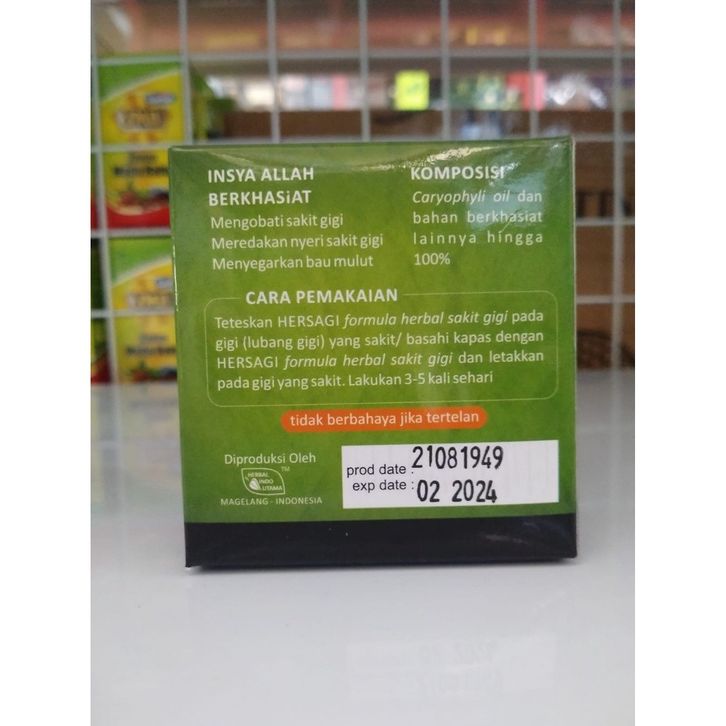 INSYA ALLAH
BERKHASiAT
Mengobati sakit gigi
Meredakan nyeri sakit gigi
Menyegarkan bau mulut
KOMPOSISI
Caryophyli oil dan
bahan berkhasiat
lainnya hingga
100%
CARA PEMAKAIAN
Teteskan HERSAGI formula herbal sakit gigi pada
gigi (lubang gigi) yang sakit/ basahi kapas dengan
HERSAGI formula herbal sakit gigi dan letakkan
pada gigi yang sakit. Lakukan 3-5 kali sehari
tidak berbahaya jika tertelan
Diproduksi Oleh
HERBAL
INDO
UTAMA
TM
MAGELANG - INDONESIA
prod date : 21081949
exp date : 02 2024